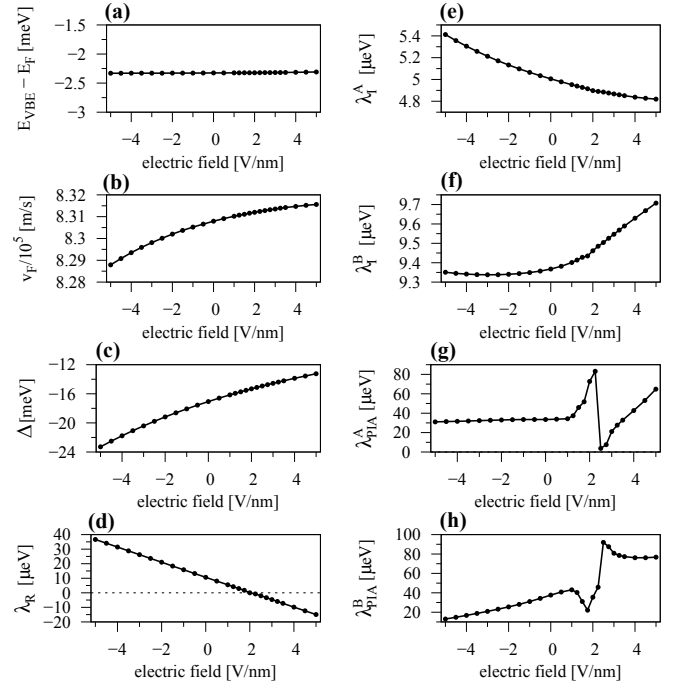 (a)
E_VBE − E_F [meV]
−1.5
−2
−2.5
−3
−4 −2 0 2 4
electric field [V/nm]
(b)
v_F/10^5 [m/s]
8.32
8.31
8.3
8.29
8.28
−4 −2 0 2 4
electric field [V/nm]
(c)
Δ [meV]
−12
−16
−20
−24
−4 −2 0 2 4
electric field [V/nm]
(d)
λ_R [μeV]
40
30
20
10
0
−10
−20
−4 −2 0 2 4
electric field [V/nm]
(e)
λ_I^A [μeV]
5.4
5.2
5
4.8
−4 −2 0 2 4
electric field [V/nm]
(f)
λ_I^B [μeV]
9.7
9.6
9.5
9.4
9.3
−4 −2 0 2 4
electric field [V/nm]
(g)
λ_PIA^A [μeV]
80
60
40
20
0
−4 −2 0 2 4
electric field [V/nm]
(h)
λ_PIA^B [μeV]
100
80
60
40
20
−4 −2 0 2 4
electric field [V/nm]